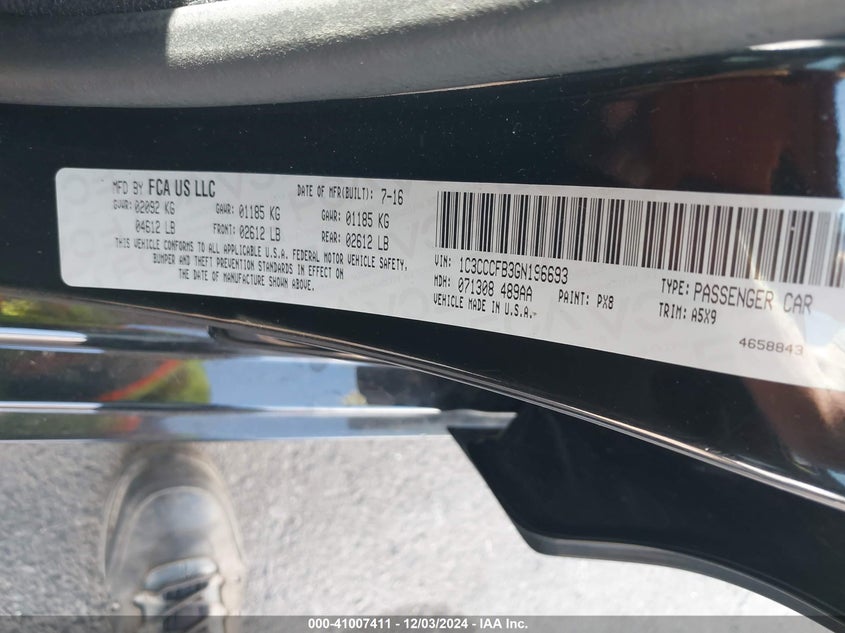 MFD BY FCA US LLC DATE OF MFR(BUILT): 7-16
GVWR: 02092 KG GAWR: 01185 KG GAWR: 01185 KG
04612 LB FRONT: 02612 LB REAR: 02612 LB
THIS VEHICLE CONFORMS TO ALL APPLICABLE U.S.A. FEDERAL MOTOR VEHICLE SAFETY,
BUMPER AND THEFT PREVENTION STANDARDS IN EFFECT ON
THE DATE OF MANUFACTURE SHOWN ABOVE.
VIN: 1C3CCCFB3GN196693 TYPE: PASSENGER CAR
MDH: 071308 489AA PAINT: PX8 TRIM: A5X9
VEHICLE MADE IN U.S.A.
4658843
000-41007411 - 12/03/2024 - IAA Inc.